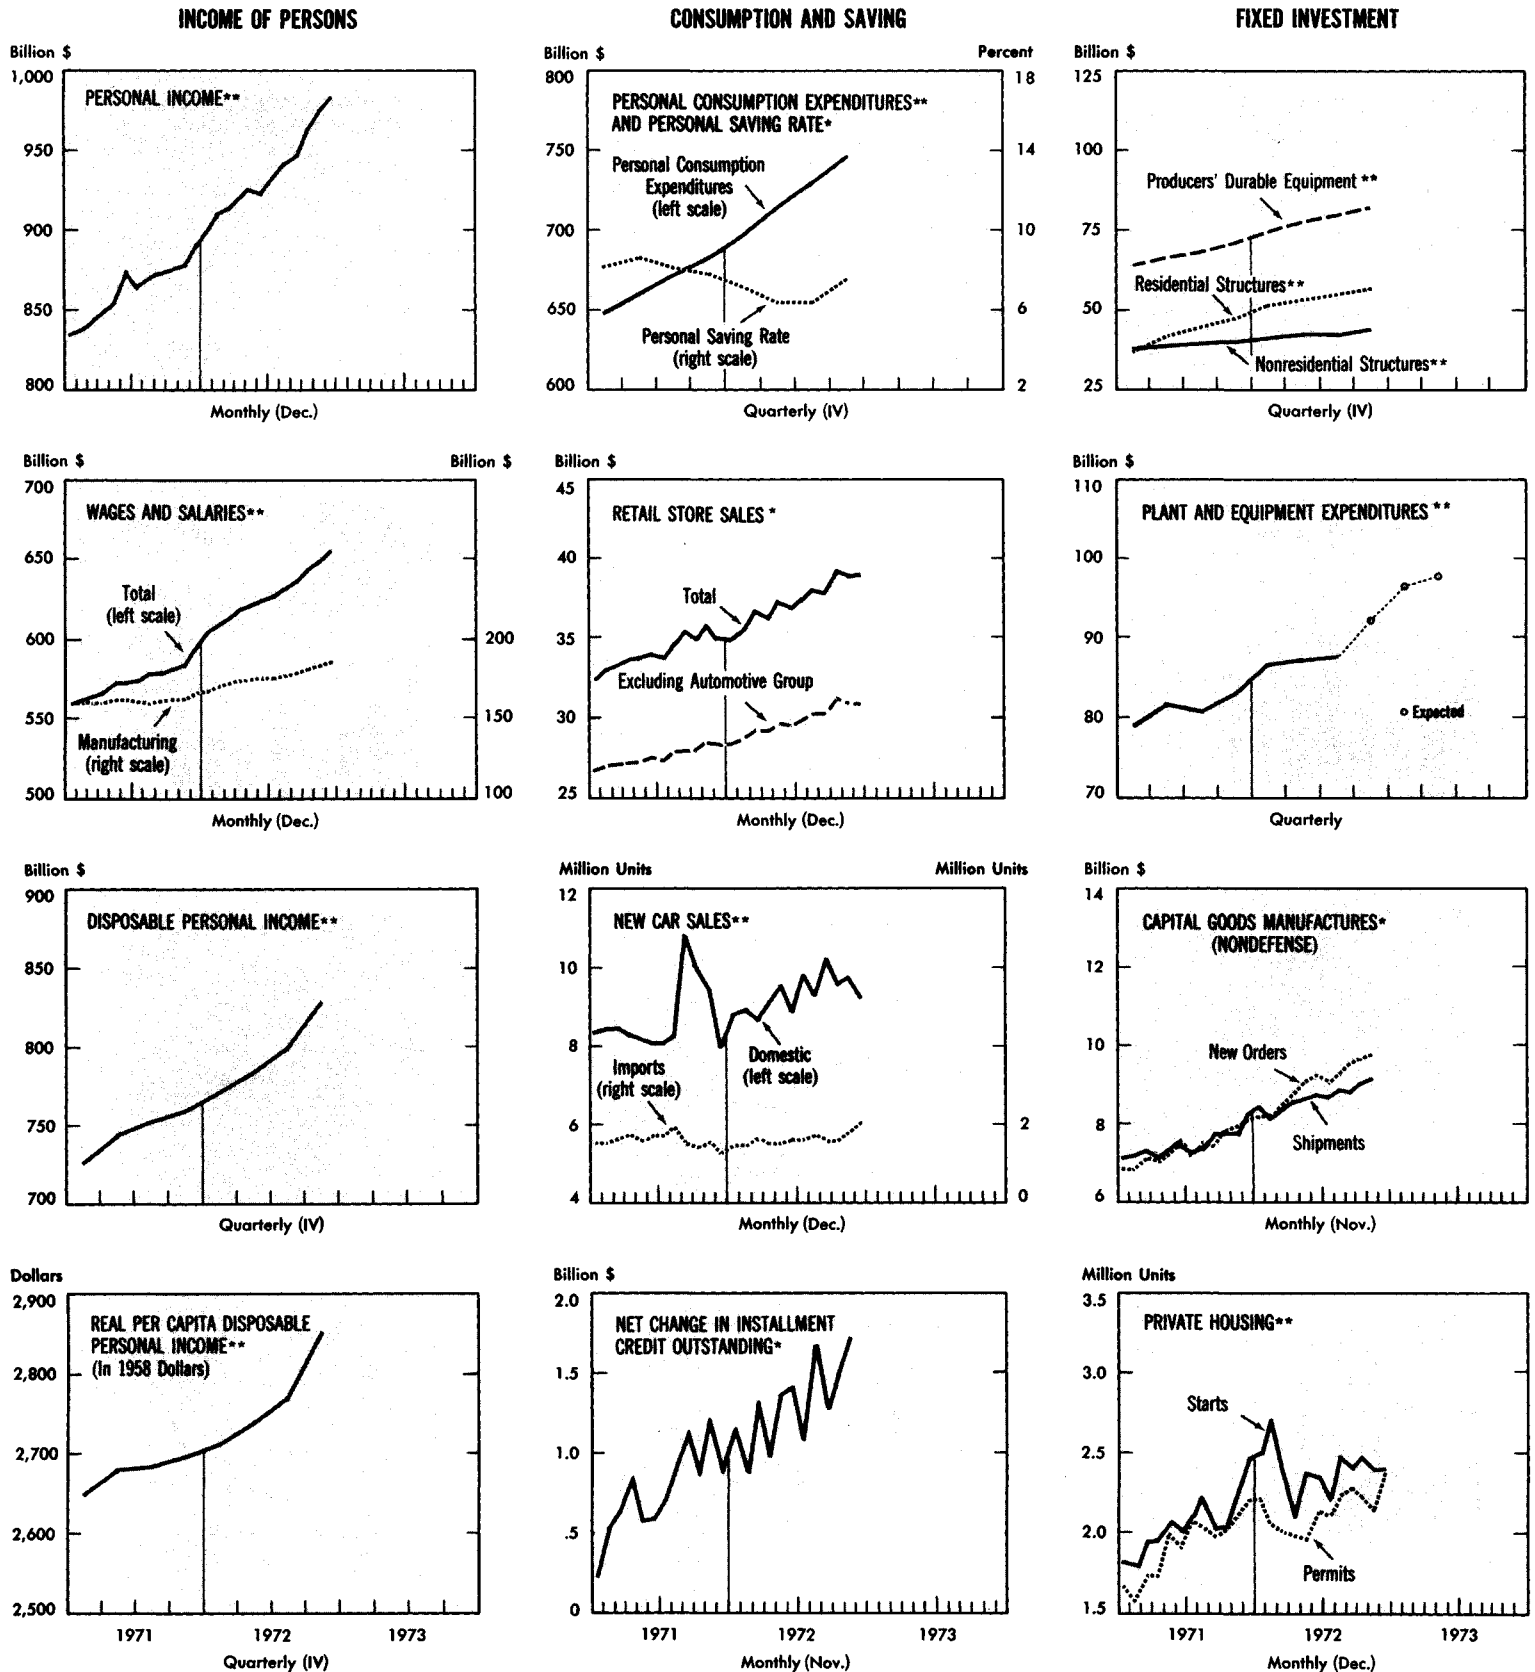 INCOME OF PERSONS
CONSUMPTION AND SAVING
FIXED INVESTMENT
Billion $
1,000
950
900
850
800
PERSONAL INCOME**
Monthly (Dec.)
Billion $
Percent
800
750
700
650
600
18
14
10
6
2
PERSONAL CONSUMPTION EXPENDITURES**
AND PERSONAL SAVING RATE*
Personal Consumption
Expenditures
(left scale)
Personal Saving Rate
(right scale)
Quarterly (IV)
Billion $
125
100
75
50
25
Producers' Durable Equipment **
Residential Structures**
Nonresidential Structures**
Quarterly (IV)
Billion $
Billion $
700
650
600
550
500
200
150
100
WAGES AND SALARIES**
Total
(left scale)
Manufacturing
(right scale)
Monthly (Dec.)
Billion $
45
40
35
30
25
RETAIL STORE SALES *
Total
Excluding Automotive Group
Monthly (Dec.)
Billion $
110
100
90
80
70
PLANT AND EQUIPMENT EXPENDITURES **
Expected
Quarterly
Billion $
900
850
800
750
700
DISPOSABLE PERSONAL INCOME**
Quarterly (IV)
Million Units
Million Units
12
10
8
6
4
2
0
NEW CAR SALES**
Imports
(right scale)
Domestic
(left scale)
Monthly (Dec.)
Billion $
14
12
10
8
6
CAPITAL GOODS MANUFACTURES*
(NONDEFENSE)
New Orders
Shipments
Monthly (Nov.)
Dollars
2,900
2,800
2,700
2,600
2,500
REAL PER CAPITA DISPOSABLE
PERSONAL INCOME**
(In 1958 Dollars)
1971
1972
1973
Quarterly (IV)
Billion $
2.0
1.5
1.0
.5
0
NET CHANGE IN INSTALLMENT
CREDIT OUTSTANDING*
1971
1972
1973
Monthly (Nov.)
Million Units
3.5
3.0
2.5
2.0
1.5
PRIVATE HOUSING**
Starts
Permits
1971
1972
1973
Monthly (Dec.)